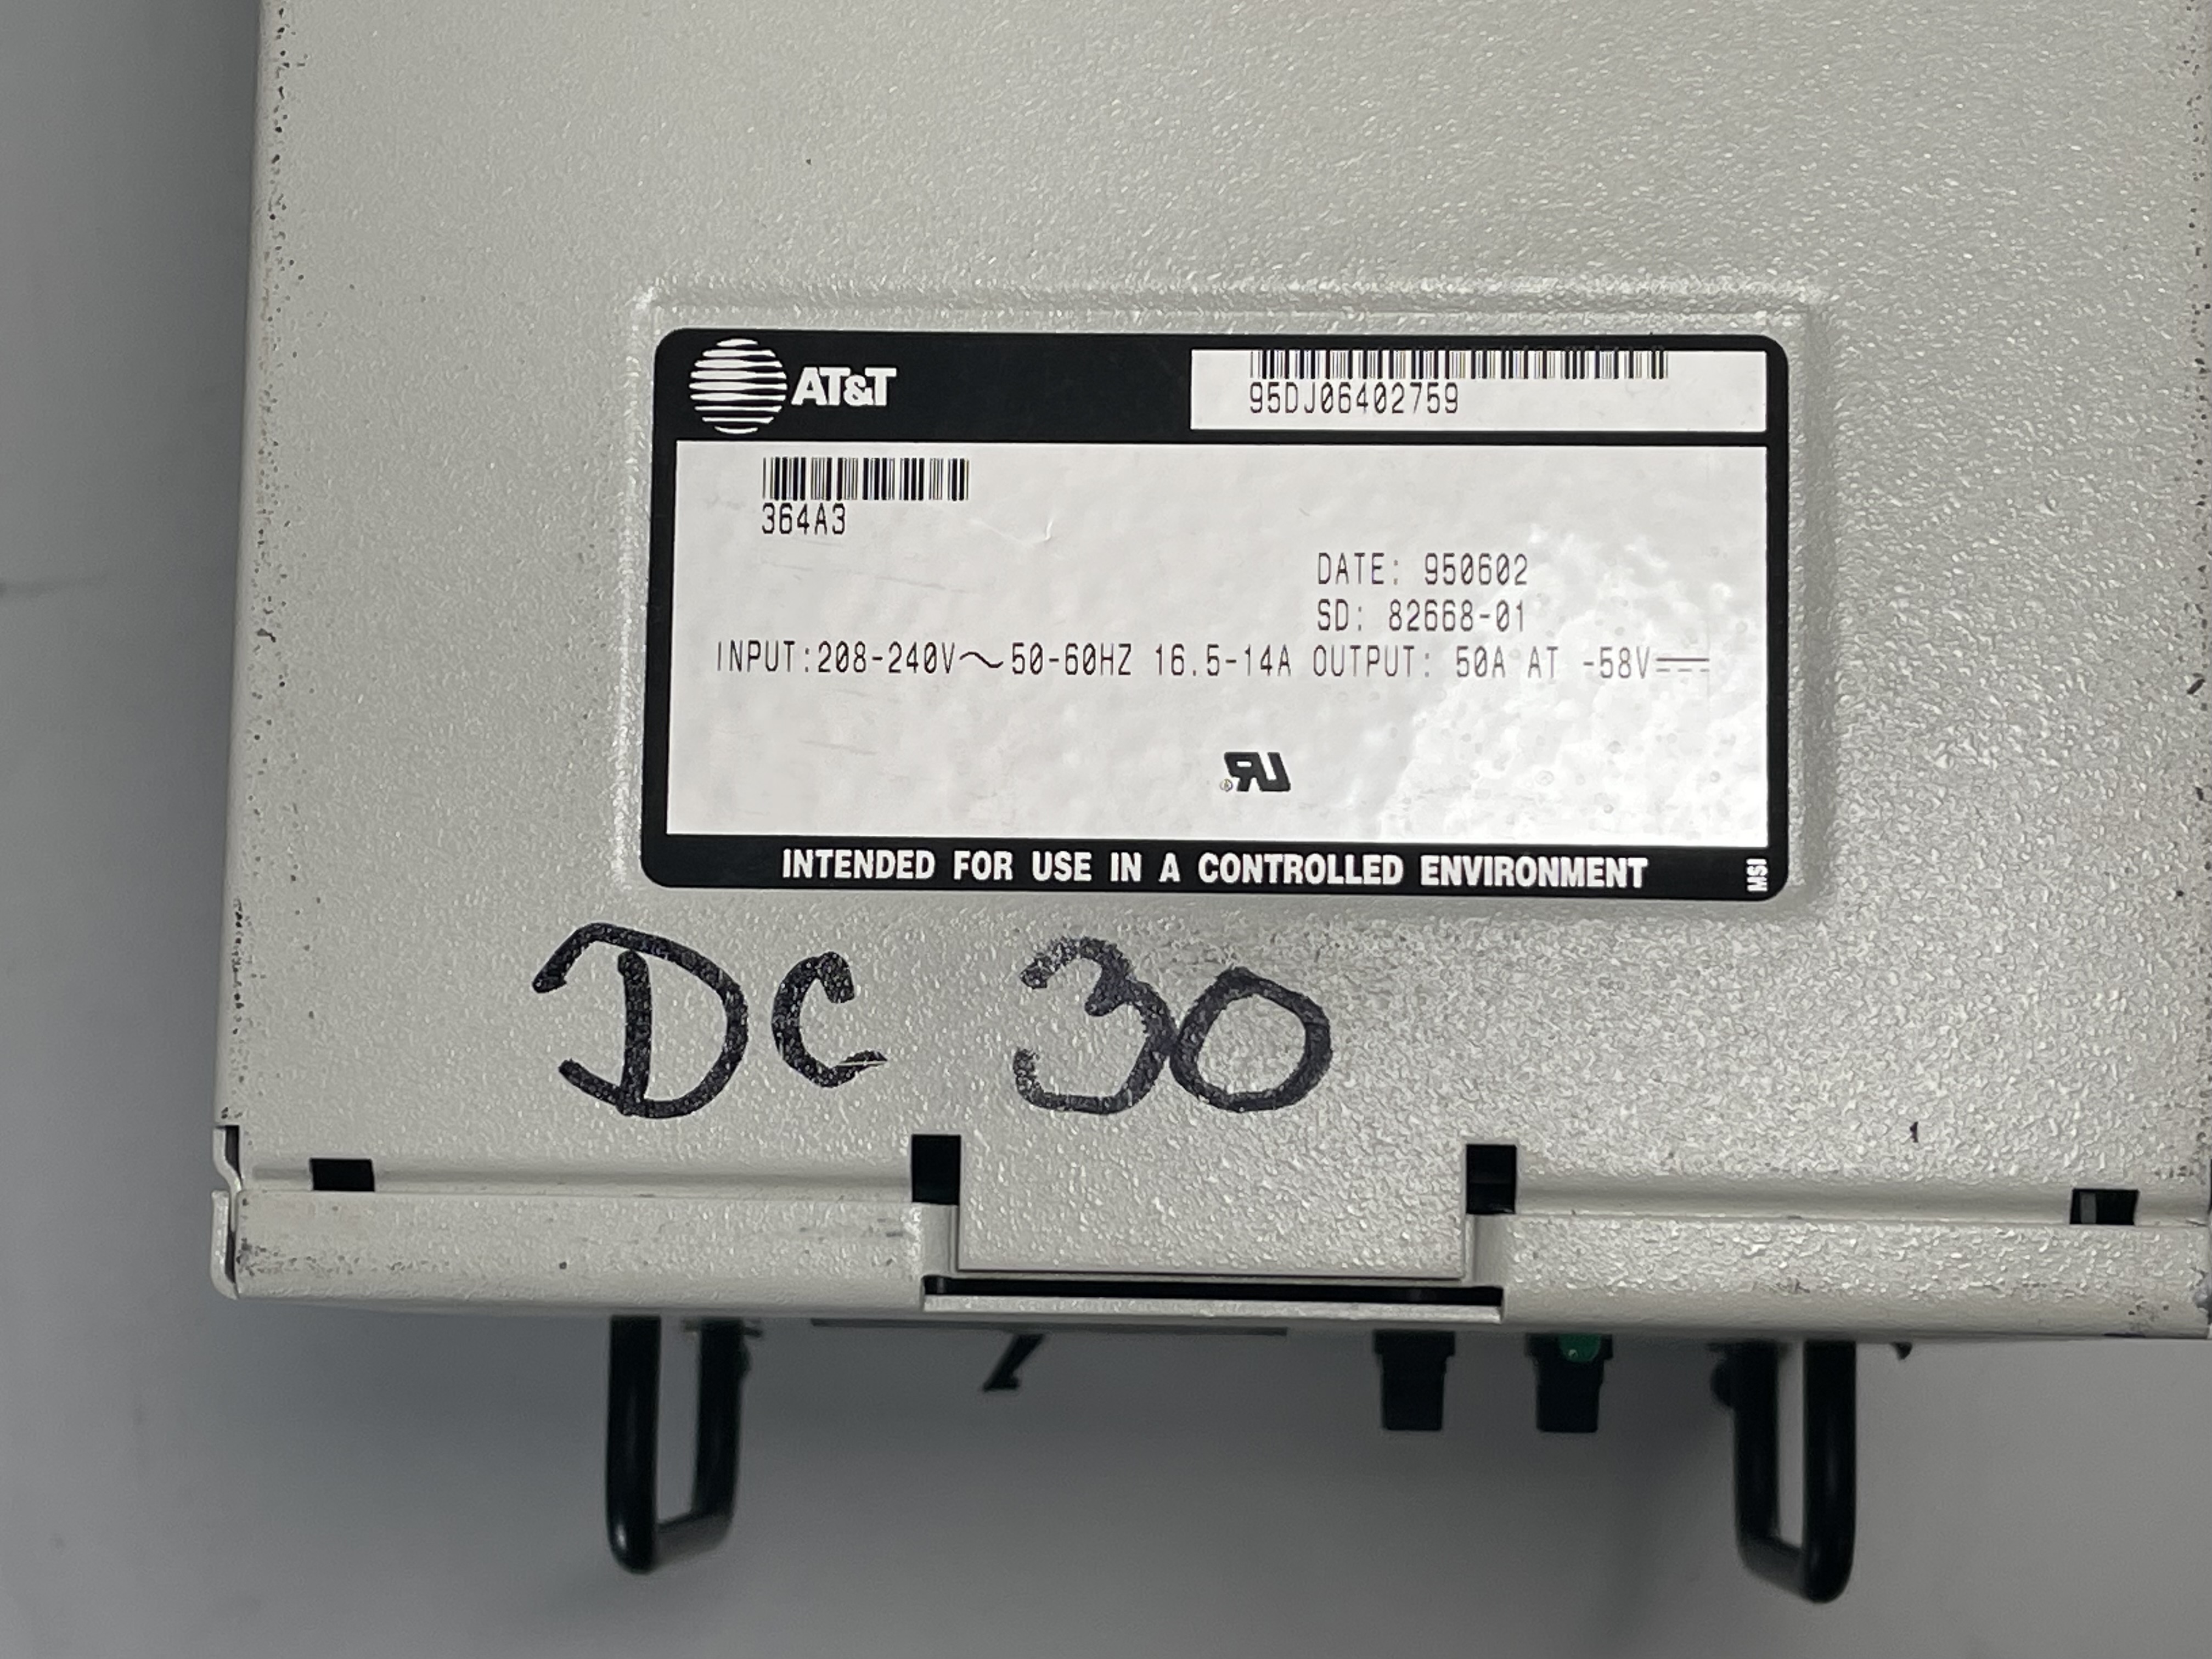 AT&T
95DJ06402759
364A3
DATE: 950602
SD: 82668-01
INPUT:208-240V～50-60HZ 16.5-14A OUTPUT: 50A AT -58V⎓
INTENDED FOR USE IN A CONTROLLED ENVIRONMENT
MSI
DC 30